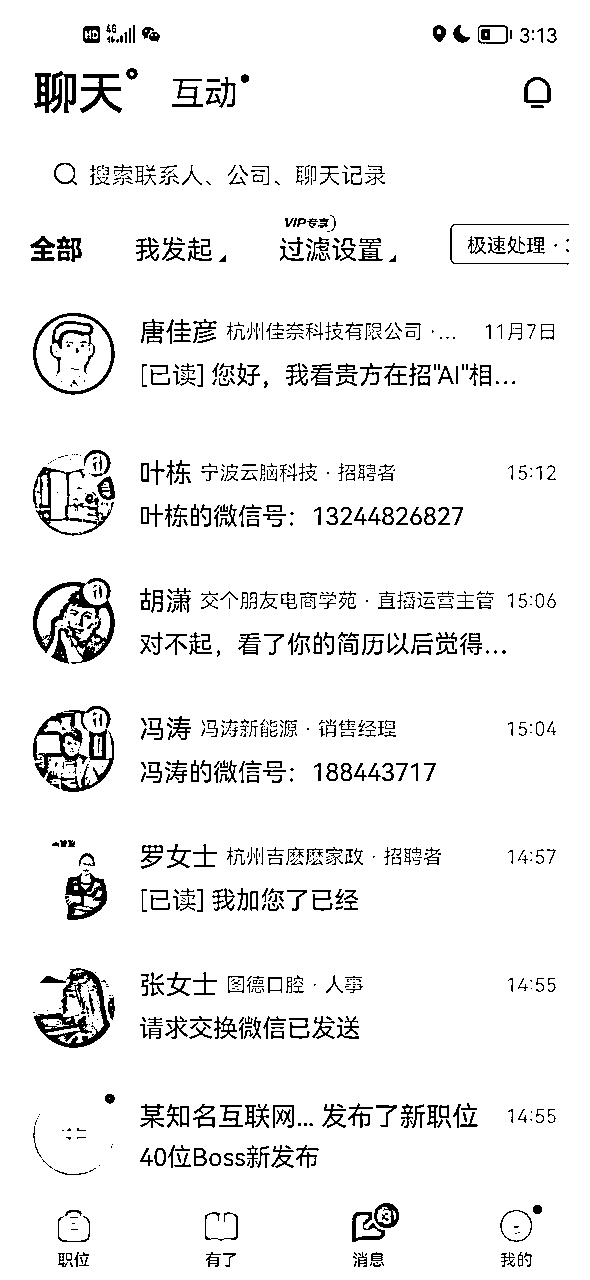 HD 4G 3:13
聊天 互动
搜索联系人、公司、聊天记录
VIP专享
全部 我发起 过滤设置 极速处理 ·
唐佳彦 杭州佳奈科技有限公司 ·... 11月7日
[已读] 您好，我看贵方在招"AI"相...
叶栋 宁波云脑科技 · 招聘者 15:12
叶栋的微信号：13244826827
胡潇 交个朋友电商学苑 · 直播运营主管 15:06
对不起，看了你的简历以后觉得...
冯涛 冯涛新能源 · 销售经理 15:04
冯涛的微信号：188443717
罗女士 杭州吉麽麽家政 · 招聘者 14:57
[已读] 我加您了已经
张女士 图德口腔 · 人事 14:55
请求交换微信已发送
某知名互联网... 发布了新职位 14:55
40位Boss新发布
3
职位 有了 消息 我的